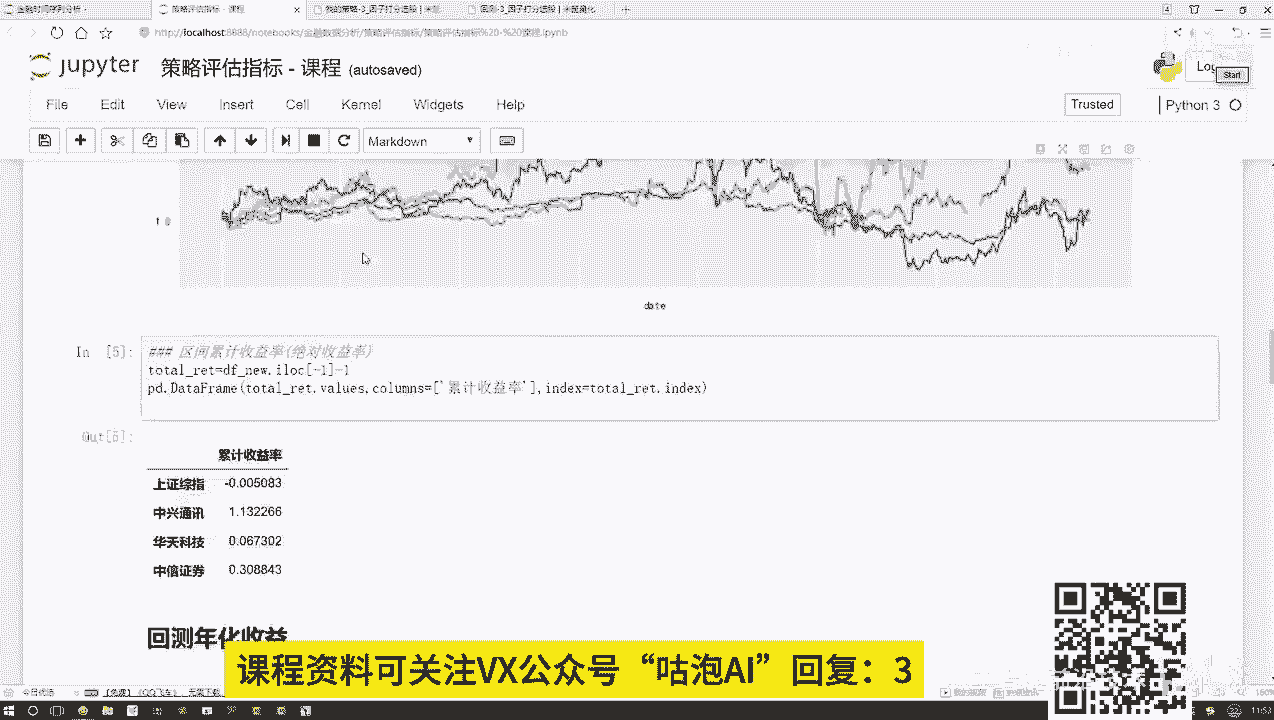 金融时间序列分析 -
策略评估指标 - 课程
我的策略-3_因子打分选股 | 米筐
回测-3_因子打分选股 | 米筐量化
http://localhost:8888/notebooks/金融数据分析/策略评估指标/策略评估指标%20-%20课程.ipynb
jupyter 策略评估指标 - 课程 (autosaved)
Start
File Edit View Insert Cell Kernel Widgets Help
Trusted
Python 3
Markdown
date
In [5]:
### 区间累计收益率(绝对收益率)
total_ret=df_new.iloc[-1]-1
pd.DataFrame(total_ret.values,columns=['累计收益率'],index=total_ret.index)
Out[5]:
累计收益率
上证综指 -0.005083
中兴通讯 1.132266
华天科技 0.067302
中信证券 0.308843
回测年化收益
课程资料可关注VX公众号“咕泡AI”回复：3
11:53